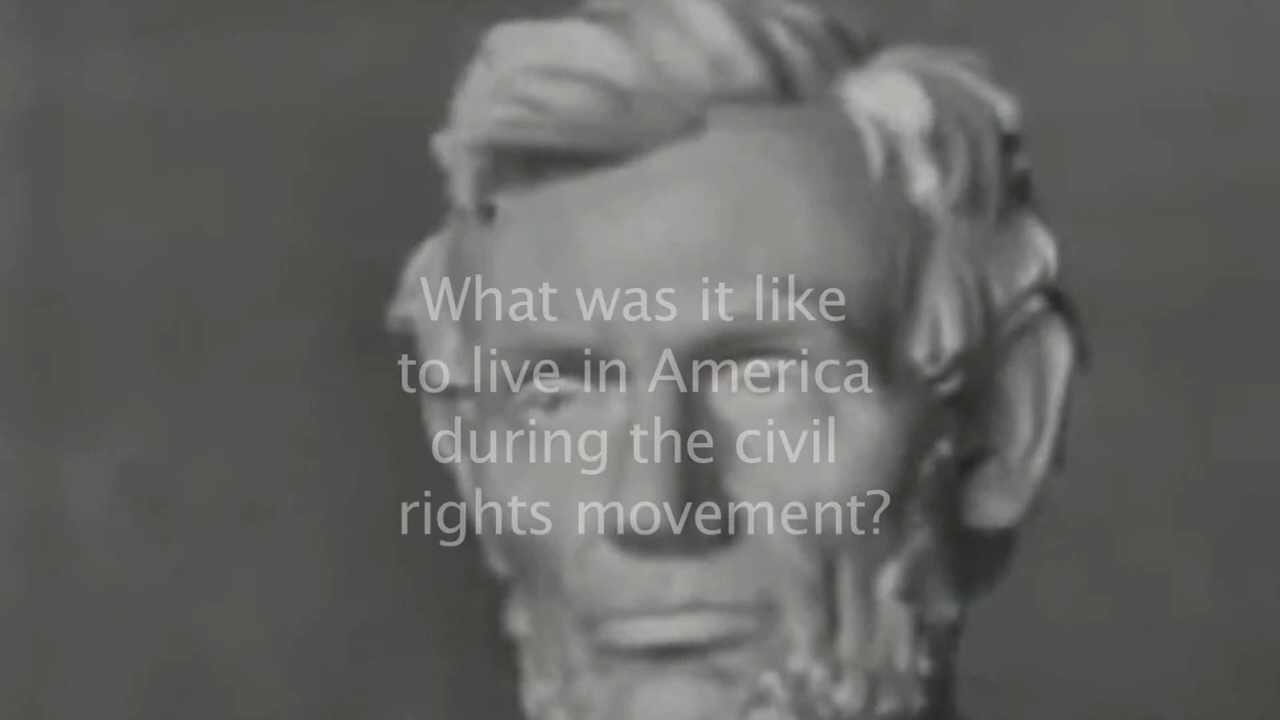 What was it like
to live in America
during the civil
rights movement?